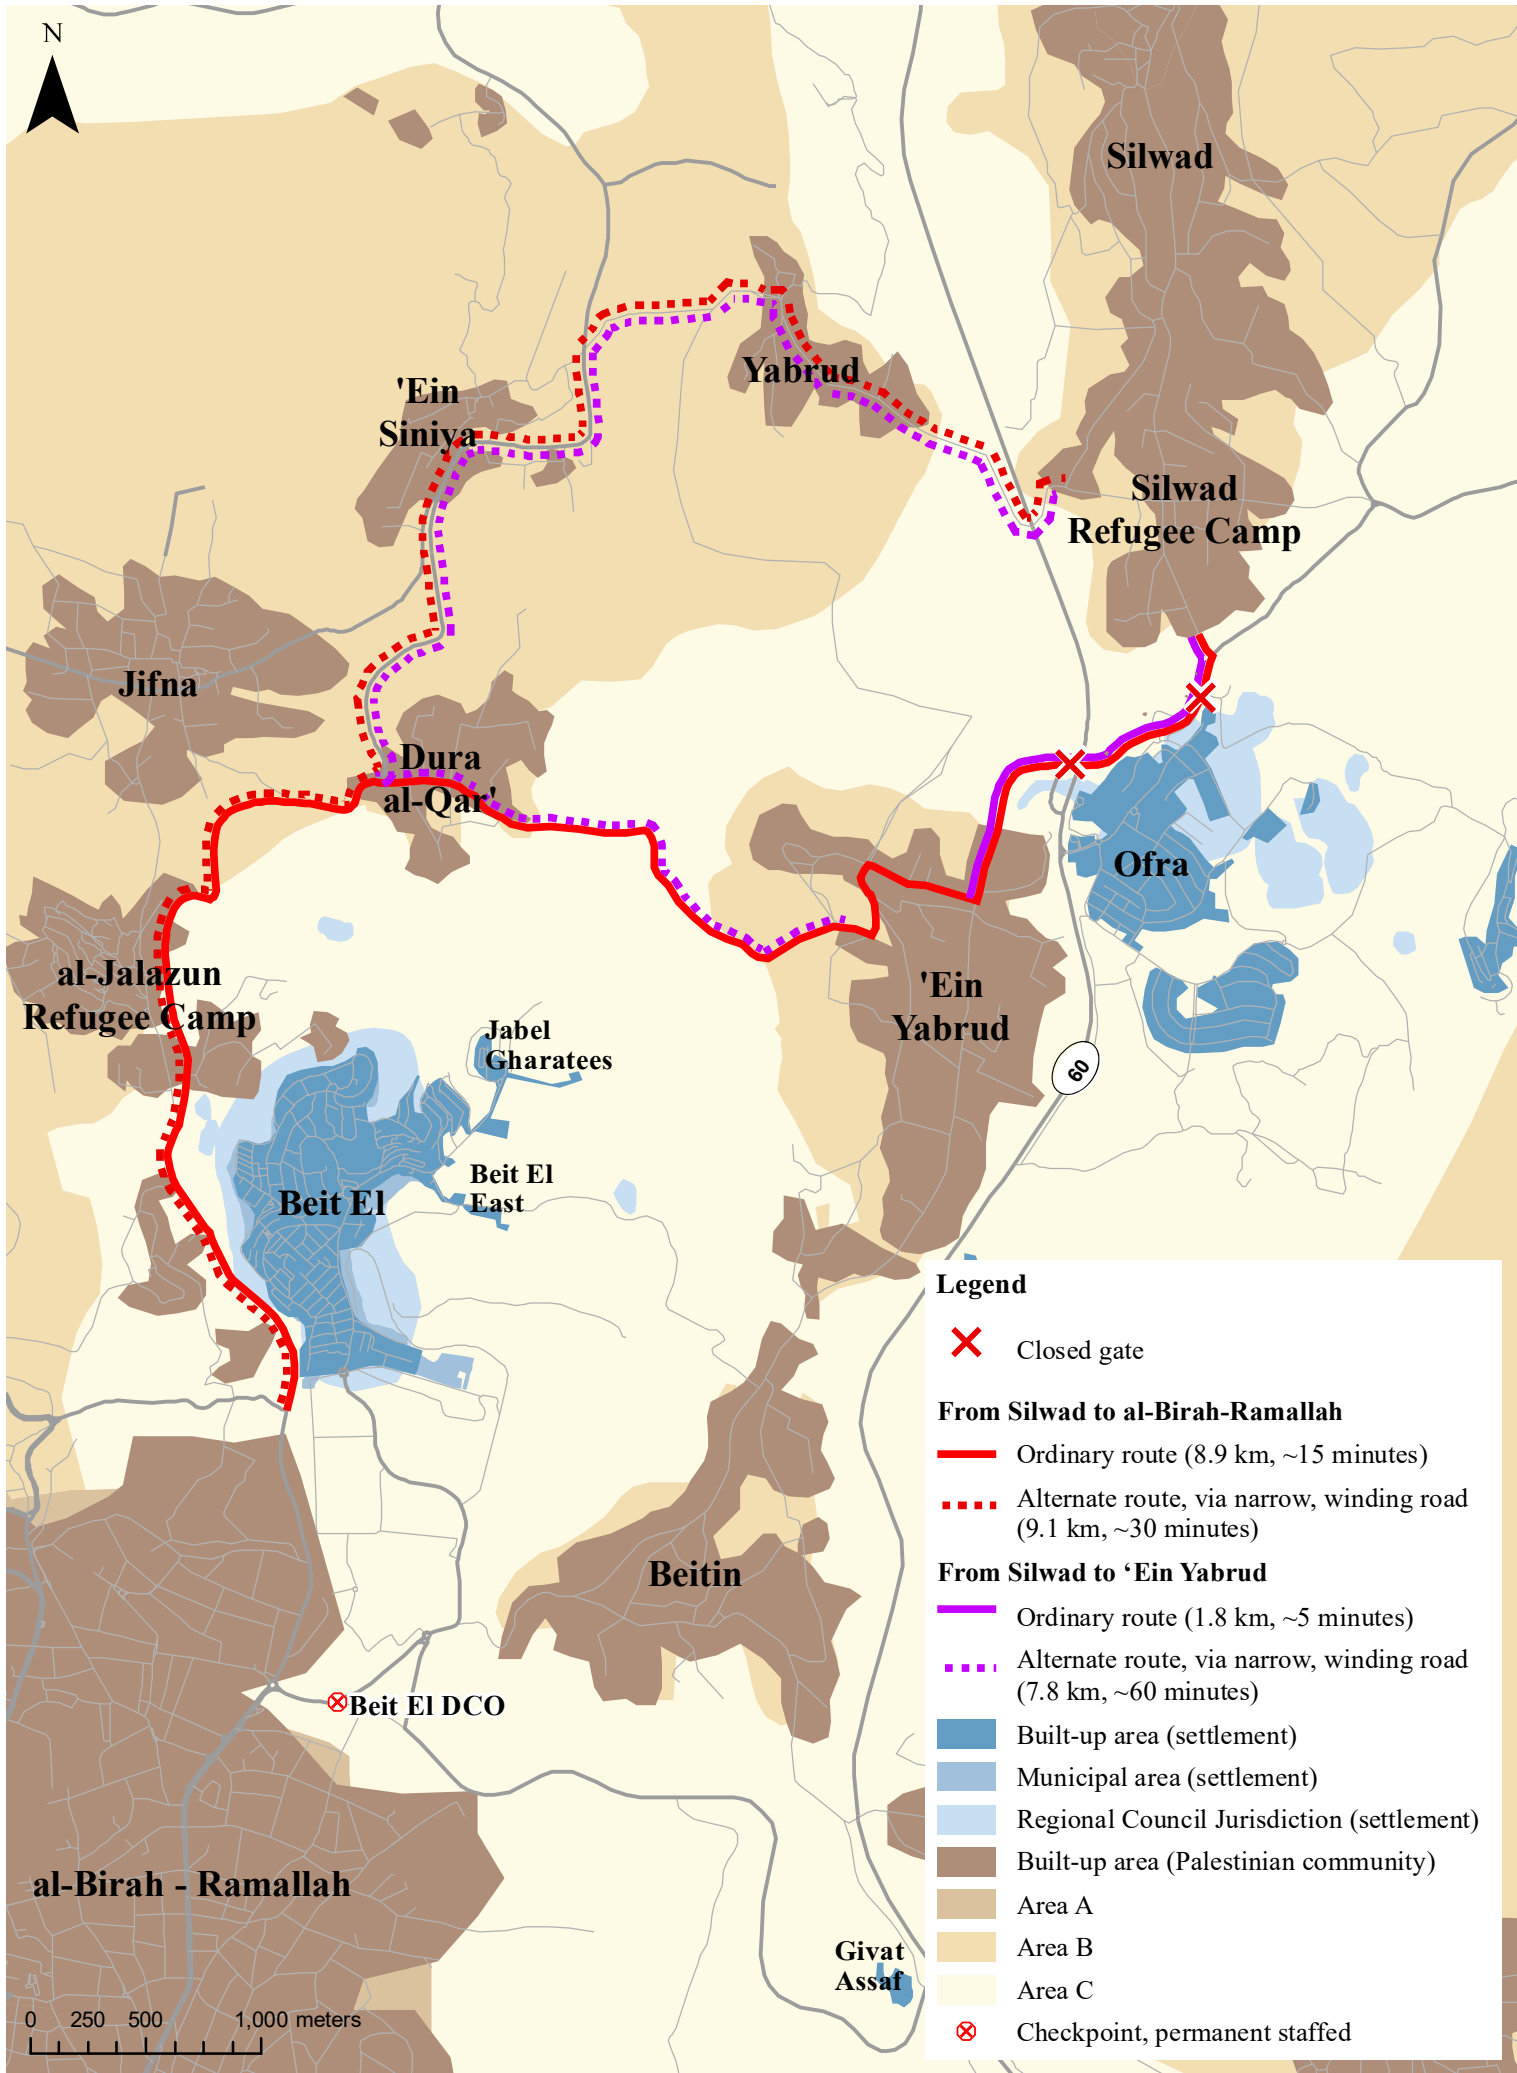 N
Silwad
Yabrud
'Ein
Siniya
Silwad
Refugee Camp
Jifna
Dura
al-Qar'
Ofra
al-Jalazun
Refugee Camp
'Ein
Yabrud
Jabel
Gharatees
60
Beit El
East
Beit El
Beitin
Beit El DCO
al-Birah - Ramallah
Givat
Assaf
0 250 500 1,000 meters
Legend
Closed gate
From Silwad to al-Birah-Ramallah
Ordinary route (8.9 km, ~15 minutes)
Alternate route, via narrow, winding road
(9.1 km, ~30 minutes)
From Silwad to ‘Ein Yabrud
Ordinary route (1.8 km, ~5 minutes)
Alternate route, via narrow, winding road
(7.8 km, ~60 minutes)
Built-up area (settlement)
Municipal area (settlement)
Regional Council Jurisdiction (settlement)
Built-up area (Palestinian community)
Area A
Area B
Area C
Checkpoint, permanent staffed